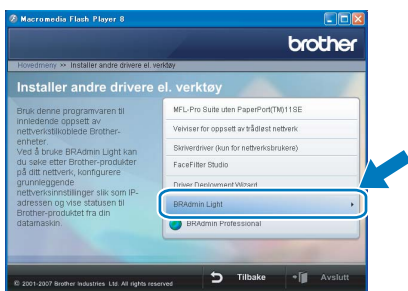 Macromedia Flash Player 8
brother
Hovedmeny >> Installer andre drivere el. verktøy
Installer andre drivere el. verktøy
Bruk denne programvaren til
innledende oppsett av
nettverkstilkoblede Brother-
enheter.
Ved å bruke BRAdmin Light kan
du søke etter Brother-produkter
på ditt nettverk, konfigurere
grunnleggende
nettverksinnstillinger slik som IP-
adressen og vise statusen til
Brother-produktet fra din
datamaskin.
MFL-Pro Suite uten PaperPort(TM)11SE
Veiviser for oppsett av trådløst nettverk
Skriverdriver (kun for nettverksbrukere)
FaceFilter Studio
Driver Deployment Wizard
BRAdmin Light
BRAdmin Professional
© 2001-2007 Brother Industries Ltd. All rights reserved
Tilbake
Avslutt